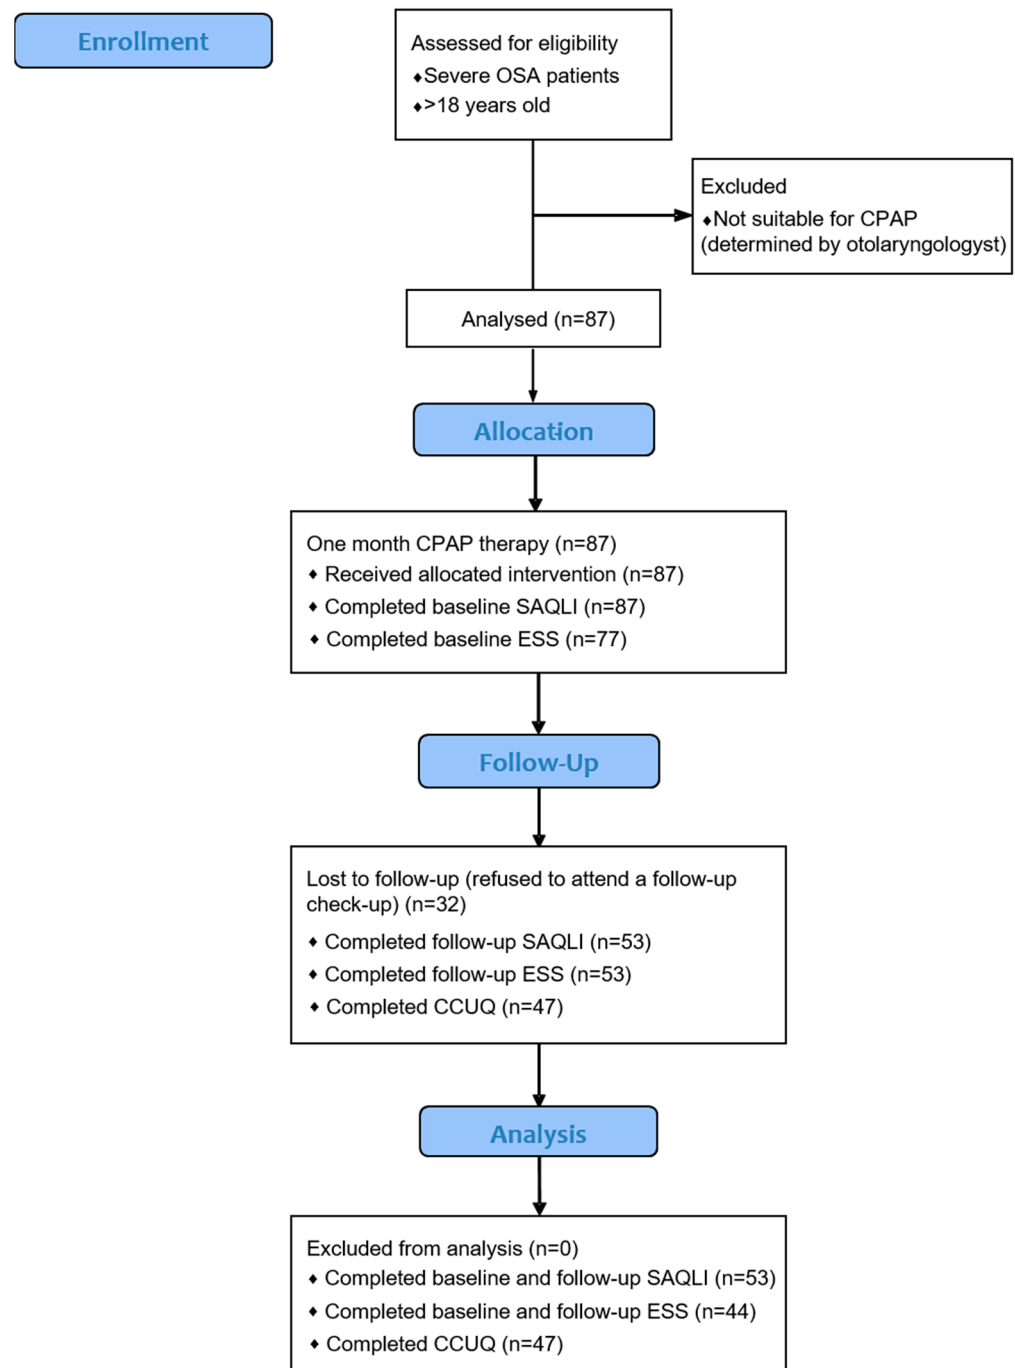 Enrollment
Assessed for eligibility
♦Severe OSA patients
♦>18 years old
Excluded
♦Not suitable for CPAP
(determined by otolaryngologyst)
Analysed (n=87)
Allocation
One month CPAP therapy (n=87)
♦ Received allocated intervention (n=87)
♦ Completed baseline SAQLI (n=87)
♦ Completed baseline ESS (n=77)
Follow-Up
Lost to follow-up (refused to attend a follow-up
check-up) (n=32)
♦ Completed follow-up SAQLI (n=53)
♦ Completed follow-up ESS (n=53)
♦ Completed CCUQ (n=47)
Analysis
Excluded from analysis (n=0)
♦ Completed baseline and follow-up SAQLI (n=53)
♦ Completed baseline and follow-up ESS (n=44)
♦ Completed CCUQ (n=47)